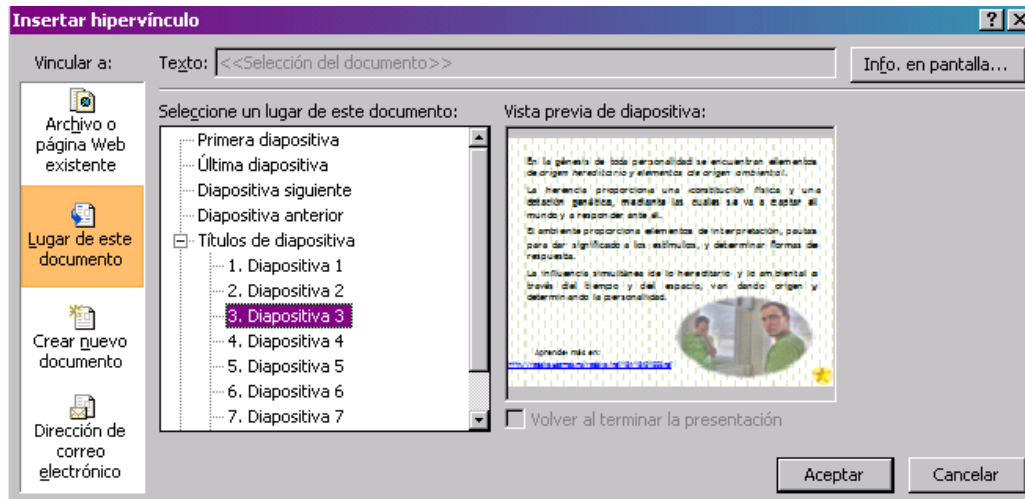 Insertar hipervínculo
Vincular a:
Texto: <<Selección del documento>>
Info. en pantalla...
Archivo o
página Web
existente
Lugar de este
documento
Crear nuevo
documento
Dirección de
correo
electrónico
Seleccione un lugar de este documento:
Primera diapositiva
Última diapositiva
Diapositiva siguiente
Diapositiva anterior
Títulos de diapositiva
1. Diapositiva 1
2. Diapositiva 2
3. Diapositiva 3
4. Diapositiva 4
5. Diapositiva 5
6. Diapositiva 6
7. Diapositiva 7
Vista previa de diapositiva:
En la génesis de toda personalidad se encuentran elementos
de origen hereditario y elementos de origen ambiental.
La herencia proporciona una constitución física y una
dotación genética, mediante las cuales se va a captar el
mundo y a responder ante él.
El ambiente proporciona elementos de interpretación, pautas
para dar significado a los estímulos, y determinar formas de
respuesta.
La influencia simultánea de lo hereditario y lo ambiental a
través del tiempo y del espacio, van dando origen y
determinando la personalidad.
Aprender más en:
Volver al terminar la presentación
Aceptar
Cancelar